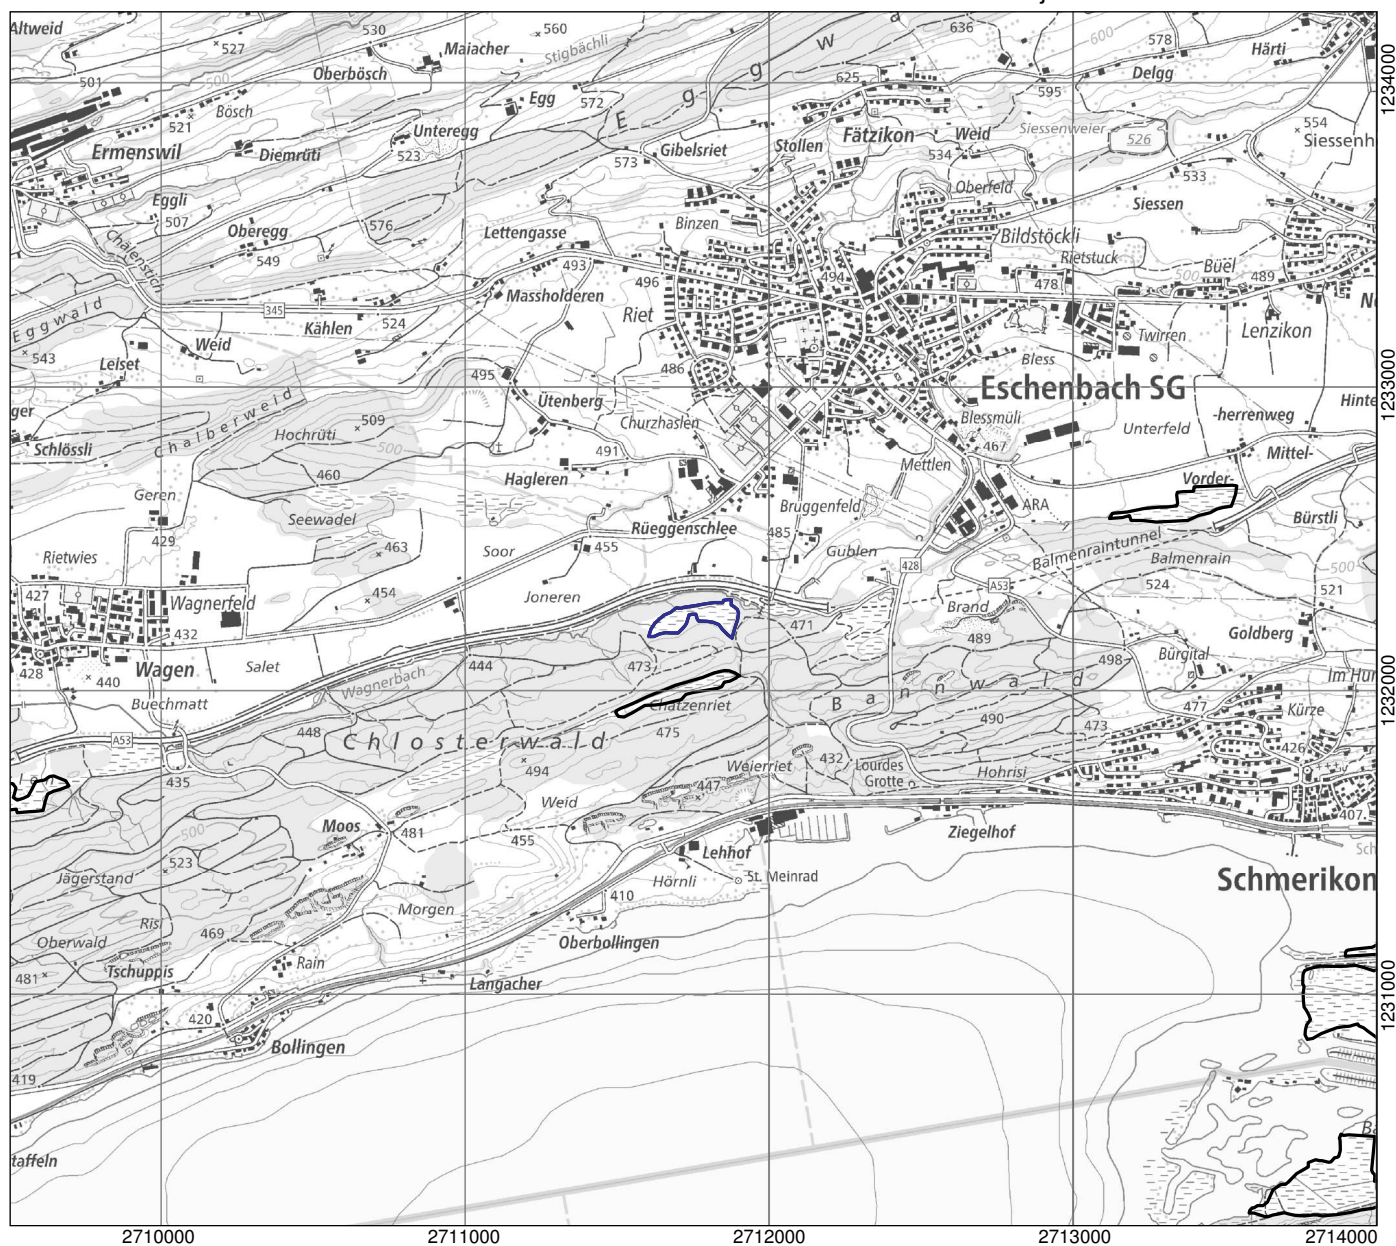 Altweid
527
530
Maiacher
560
Stigbächli
w
a
636
600
578
Härti
501
500
Oberbösch
Bösch
521
Egg
572
E
g
g
625
595
Delgg
1234000
Ermenswil
Diemrüti
Unteregg
523
573
Gibelsriet
Stollen
Fätzikon
534
Weid
Siessenweier
526
554
Siessenh
Eggli
507
Chäenstich
Oberegg
549
576
Lettengasse
493
Binzen
Oberfeld
533
Siessen
Bildstöckli
Rietstuck
478
500
Büel
489
Eggwald
543
345
Kählen
524
Massholderen
496
Riet
494
Lenzikon
Twirren
Leiset
Weid
495
Ütenberg
486
Bless
Eschenbach SG
1233000
ger
Schlössli
Chalberweid
Hochrüti
509
500
Churzhaslen
491
Blessmüli
467
-herrenweg
Unterfeld
Hinte
Geren
429
460
Seewadel
Hagleren
Mettlen
Mittel-
Vorder-
Rietwies
463
Soor
455
Rüeggenschlee
485
Bruggenfeld
ARA
Bürstli
427
Wagnerfeld
454
Joneren
Gublen
428
Balmenraintunnel
Balmenrain
500
524
521
432
Wagen
428
440
Salet
444
473
471
A53
Brand
489
498
Goldberg
Bürgital
Buechmatt
Wagnerbach
Chatzenriet
475
Bannwald
490
473
477
Kürze
426
A53
435
448
Chlosterwald
494
Weierriet
447
432
Lourdes
Grotte
Hohrisi
407
500
523
Moos
481
Weid
455
Lehhof
Ziegelhof
Jägerstand
Hörnli
St. Meinrad
Schmerikon
Ris
469
Morgen
410
Oberwald
Oberbollingen
481
Tschuppis
Rain
Langacher
1231000
420
Bollingen
419
taffeln
1232000
2710000
2711000
2712000
2713000
2714000